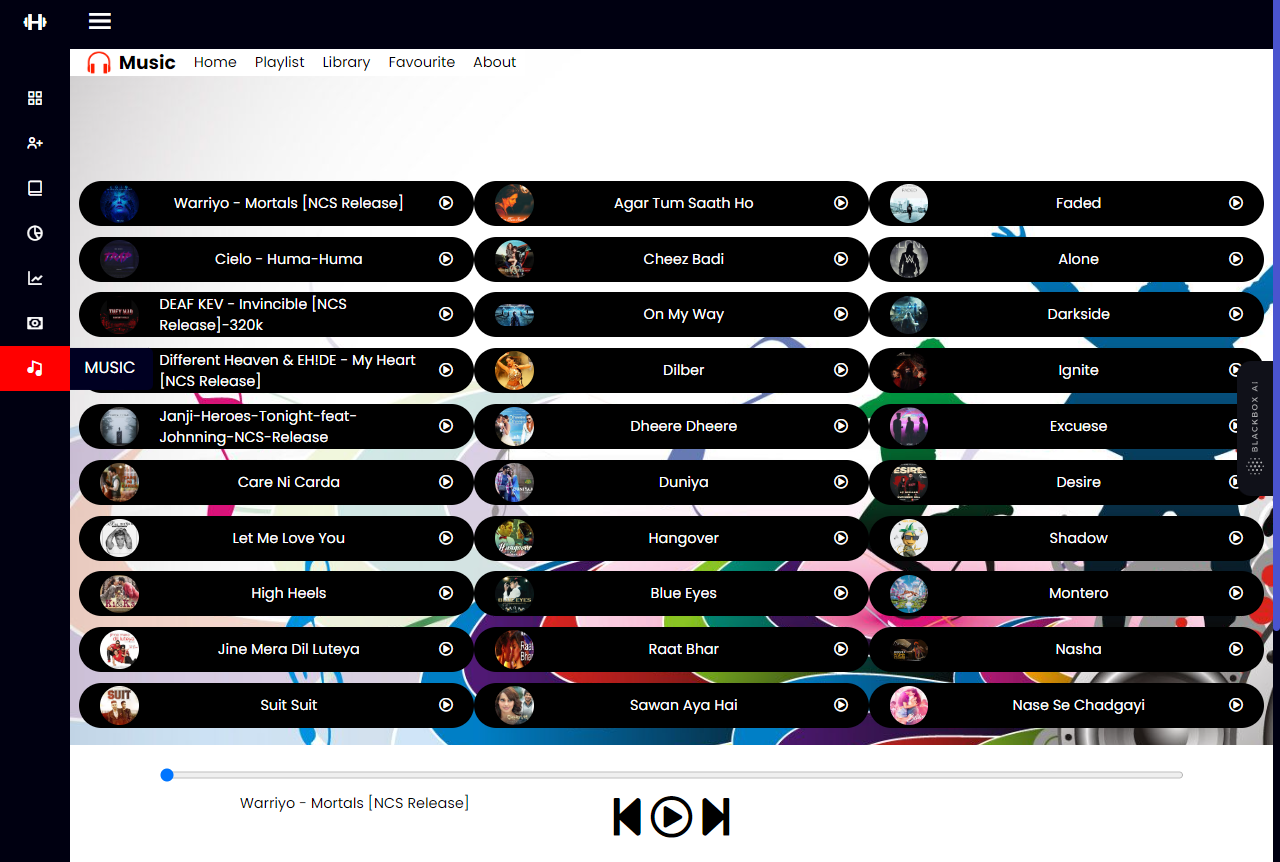 Music Home Playlist Library Favourite About
Warriyo - Mortals [NCS Release]
Agar Tum Saath Ho
Faded
Cielo - Huma-Huma
Cheez Badi
Alone
DEAF KEV - Invincible [NCS
Release]-320k
On My Way
Darkside
MUSIC
Different Heaven & EH!DE - My Heart
[NCS Release]
Dilber
Ignite
BLACKBOX AI
Janji-Heroes-Tonight-feat-
Johnning-NCS-Release
Dheere Dheere
Excuese
Care Ni Carda
Duniya
Desire
Let Me Love You
Hangover
Shadow
High Heels
Blue Eyes
Montero
Jine Mera Dil Luteya
Raat Bhar
Nasha
Suit Suit
Sawan Aya Hai
Nase Se Chadgayi
Warriyo - Mortals [NCS Release]